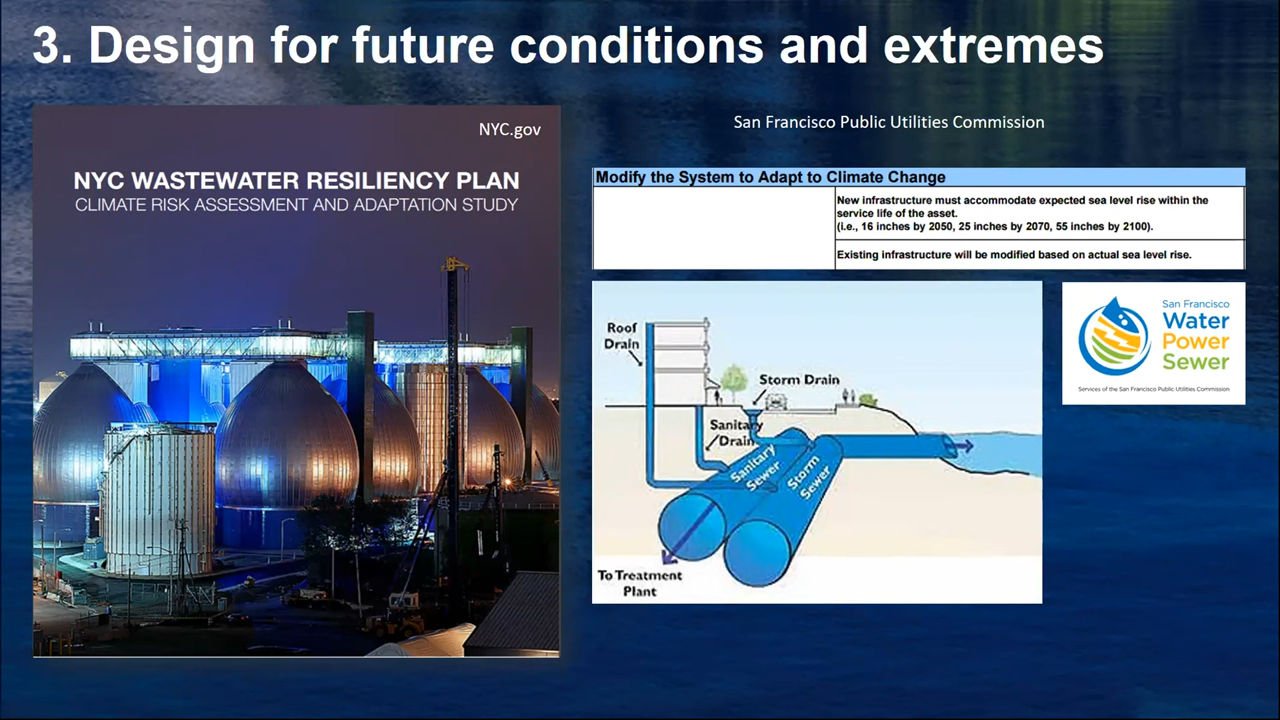 3. Design for future conditions and extremes
NYC.gov
NYC WASTEWATER RESILIENCY PLAN
CLIMATE RISK ASSESSMENT AND ADAPTATION STUDY
San Francisco Public Utilities Commission
Modify the System to Adapt to Climate Change
New infrastructure must accommodate expected sea level rise within the
service life of the asset.
(i.e., 16 inches by 2050, 25 inches by 2070, 55 inches by 2100).
Existing infrastructure will be modified based on actual sea level rise.
Roof
Drain
Storm Drain
Sanitary
Drain
Sanitary
Sewer
Storm
Sewer
To Treatment
Plant
San Francisco
Water
Power
Sewer
Services of the San Francisco Public Utilities Commission